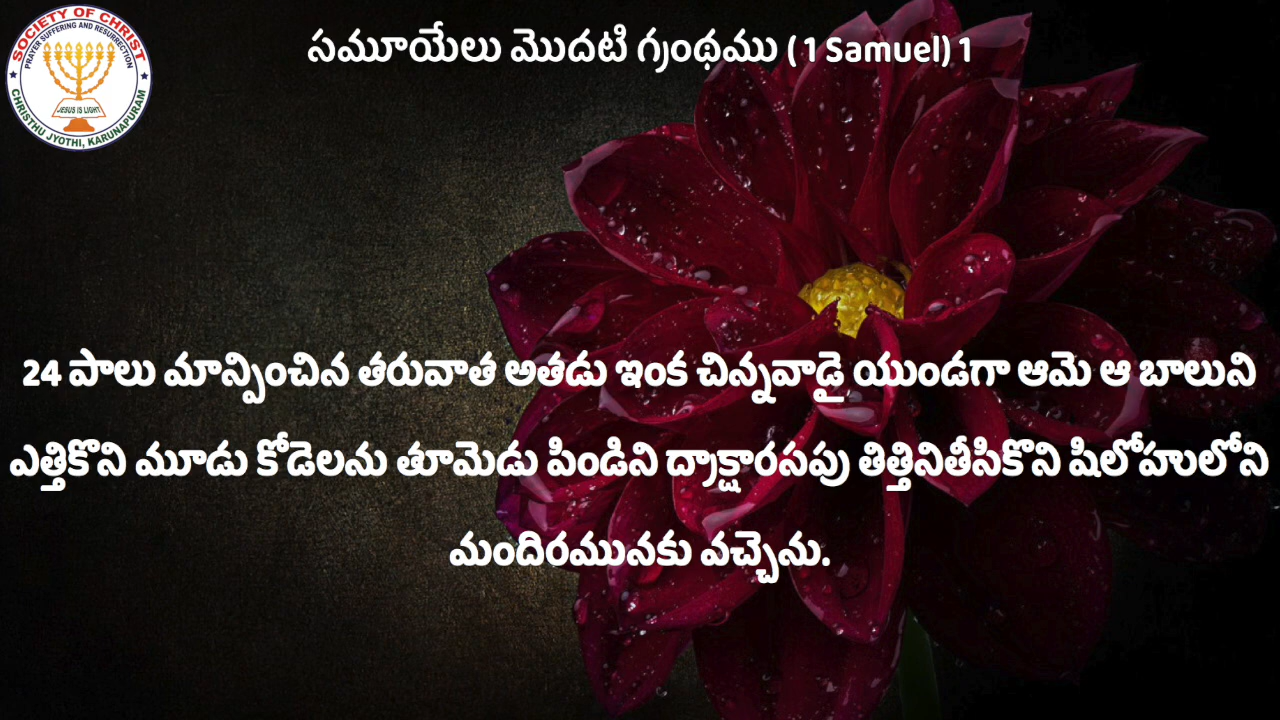 SOCIETY OF CHRIST
PRAYER SUFFERING AND RESURRECTION
JESUS IS LIGHT
CHRISTHU JYOTHI, KARUNAPURAM
సమూయేలు మొదటి గ్రంథము ( 1 Samuel) 1
24 పాలు మాన్పించిన తరువాత అతడు ఇంక చిన్నవాడై యుండగా ఆమె ఆ బాలుని
ఎత్తికొని మూడు కోడెలను తూమెడు పిండిని ద్రాక్షారసపు తిత్తినితీసికొని షిలోహులోని
మందిరమునకు వచ్చెను.